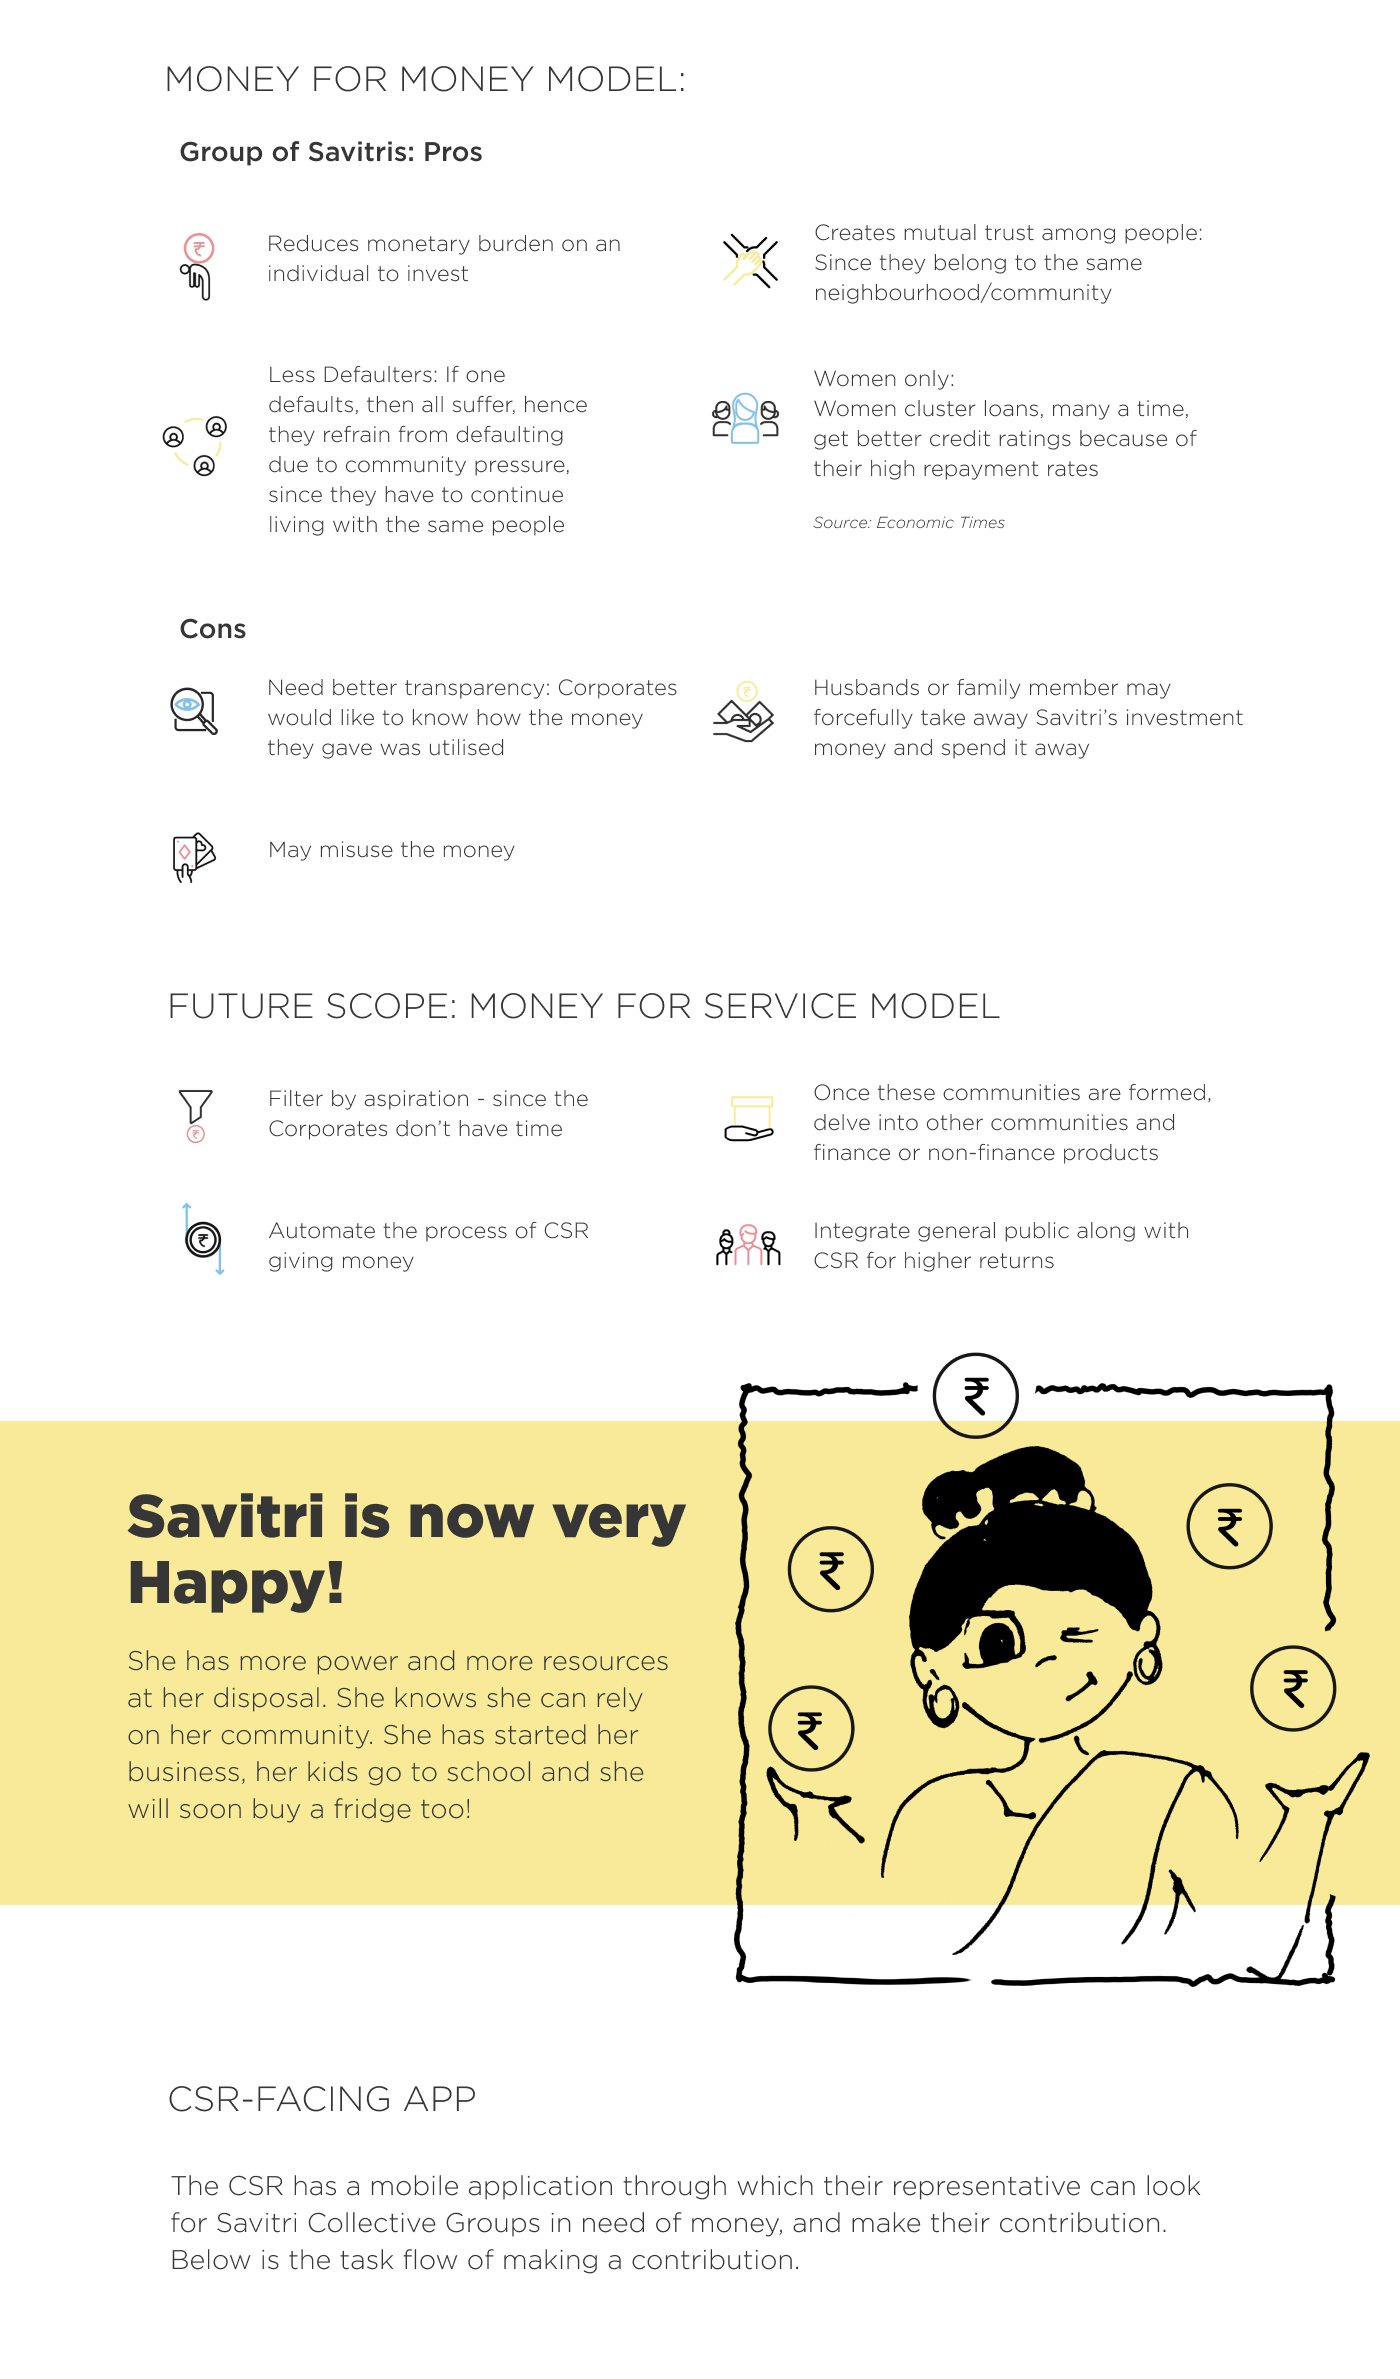 MONEY FOR MONEY MODEL:
Group of Savitris: Pros
Reduces monetary burden on an
individual to invest
Creates mutual trust among people:
Since they belong to the same
neighbourhood/community
Less Defaulters: If one
defaults, then all suffer, hence
they refrain from defaulting
due to community pressure,
since they have to continue
living with the same people
Women only:
Women cluster loans, many a time,
get better credit ratings because of
their high repayment rates
Source: Economic Times
Cons
Need better transparency: Corporates
would like to know how the money
they gave was utilised
Husbands or family member may
forcefully take away Savitri’s investment
money and spend it away
May misuse the money
FUTURE SCOPE: MONEY FOR SERVICE MODEL
Filter by aspiration - since the
Corporates don’t have time
Once these communities are formed,
delve into other communities and
finance or non-finance products
Automate the process of CSR
giving money
Integrate general public along with
CSR for higher returns
₹
₹
₹
₹
₹
Savitri is now very
Happy!
She has more power and more resources
at her disposal. She knows she can rely
on her community. She has started her
business, her kids go to school and she
will soon buy a fridge too!
CSR-FACING APP
The CSR has a mobile application through which their representative can look
for Savitri Collective Groups in need of money, and make their contribution.
Below is the task flow of making a contribution.